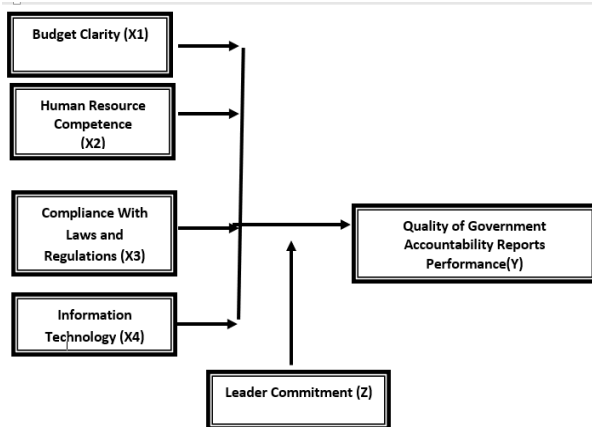 Budget Clarity (X1)
Human Resource
Competence
(X2)
Compliance With
Laws and
Regulations (X3)
Information
Technology (X4)
Quality of Government
Accountability Reports
Performance(Y)
Leader Commitment (Z)